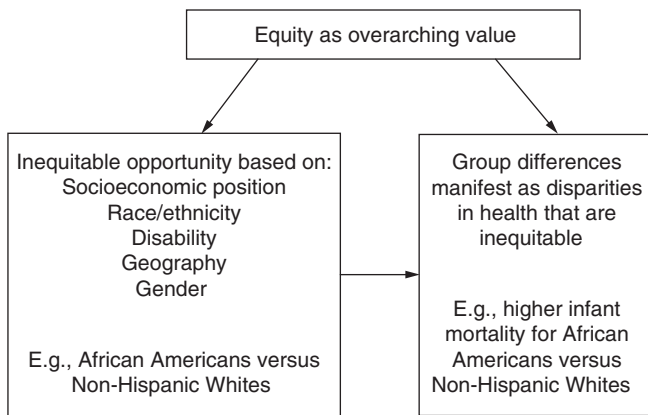 Equity as overarching value
Inequitable opportunity based on:
Socioeconomic position
Race/ethnicity
Disability
Geography
Gender
E.g., African Americans versus
Non-Hispanic Whites
Group differences
manifest as disparities
in health that are
inequitable
E.g., higher infant
mortality for African
Americans versus
Non-Hispanic Whites